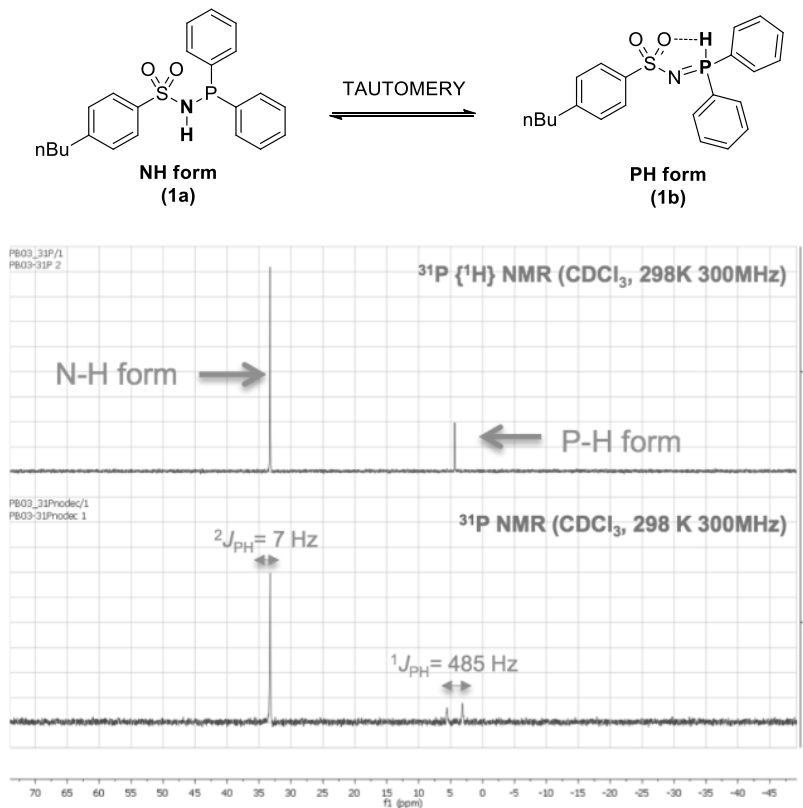 O O
S
N
H
P
nBu
TAUTOMERY
O O H
S
N P
nBu
NH form
(1a)
PH form
(1b)
PB03_31P/1
PB03-31P 2
³¹P {¹H} NMR (CDCl₃, 298K 300MHz)
N-H form
P-H form
PB03_31Pnodec/1
PB03-31Pnodec 1
³¹P NMR (CDCl₃, 298 K 300MHz)
²J_PH= 7 Hz
¹J_PH= 485 Hz
70 65 60 55 50 45 40 35 30 25 20 15 10 5 0 -5 -10 -15 -20 -25 -30 -35 -40 -45
f1 (ppm)